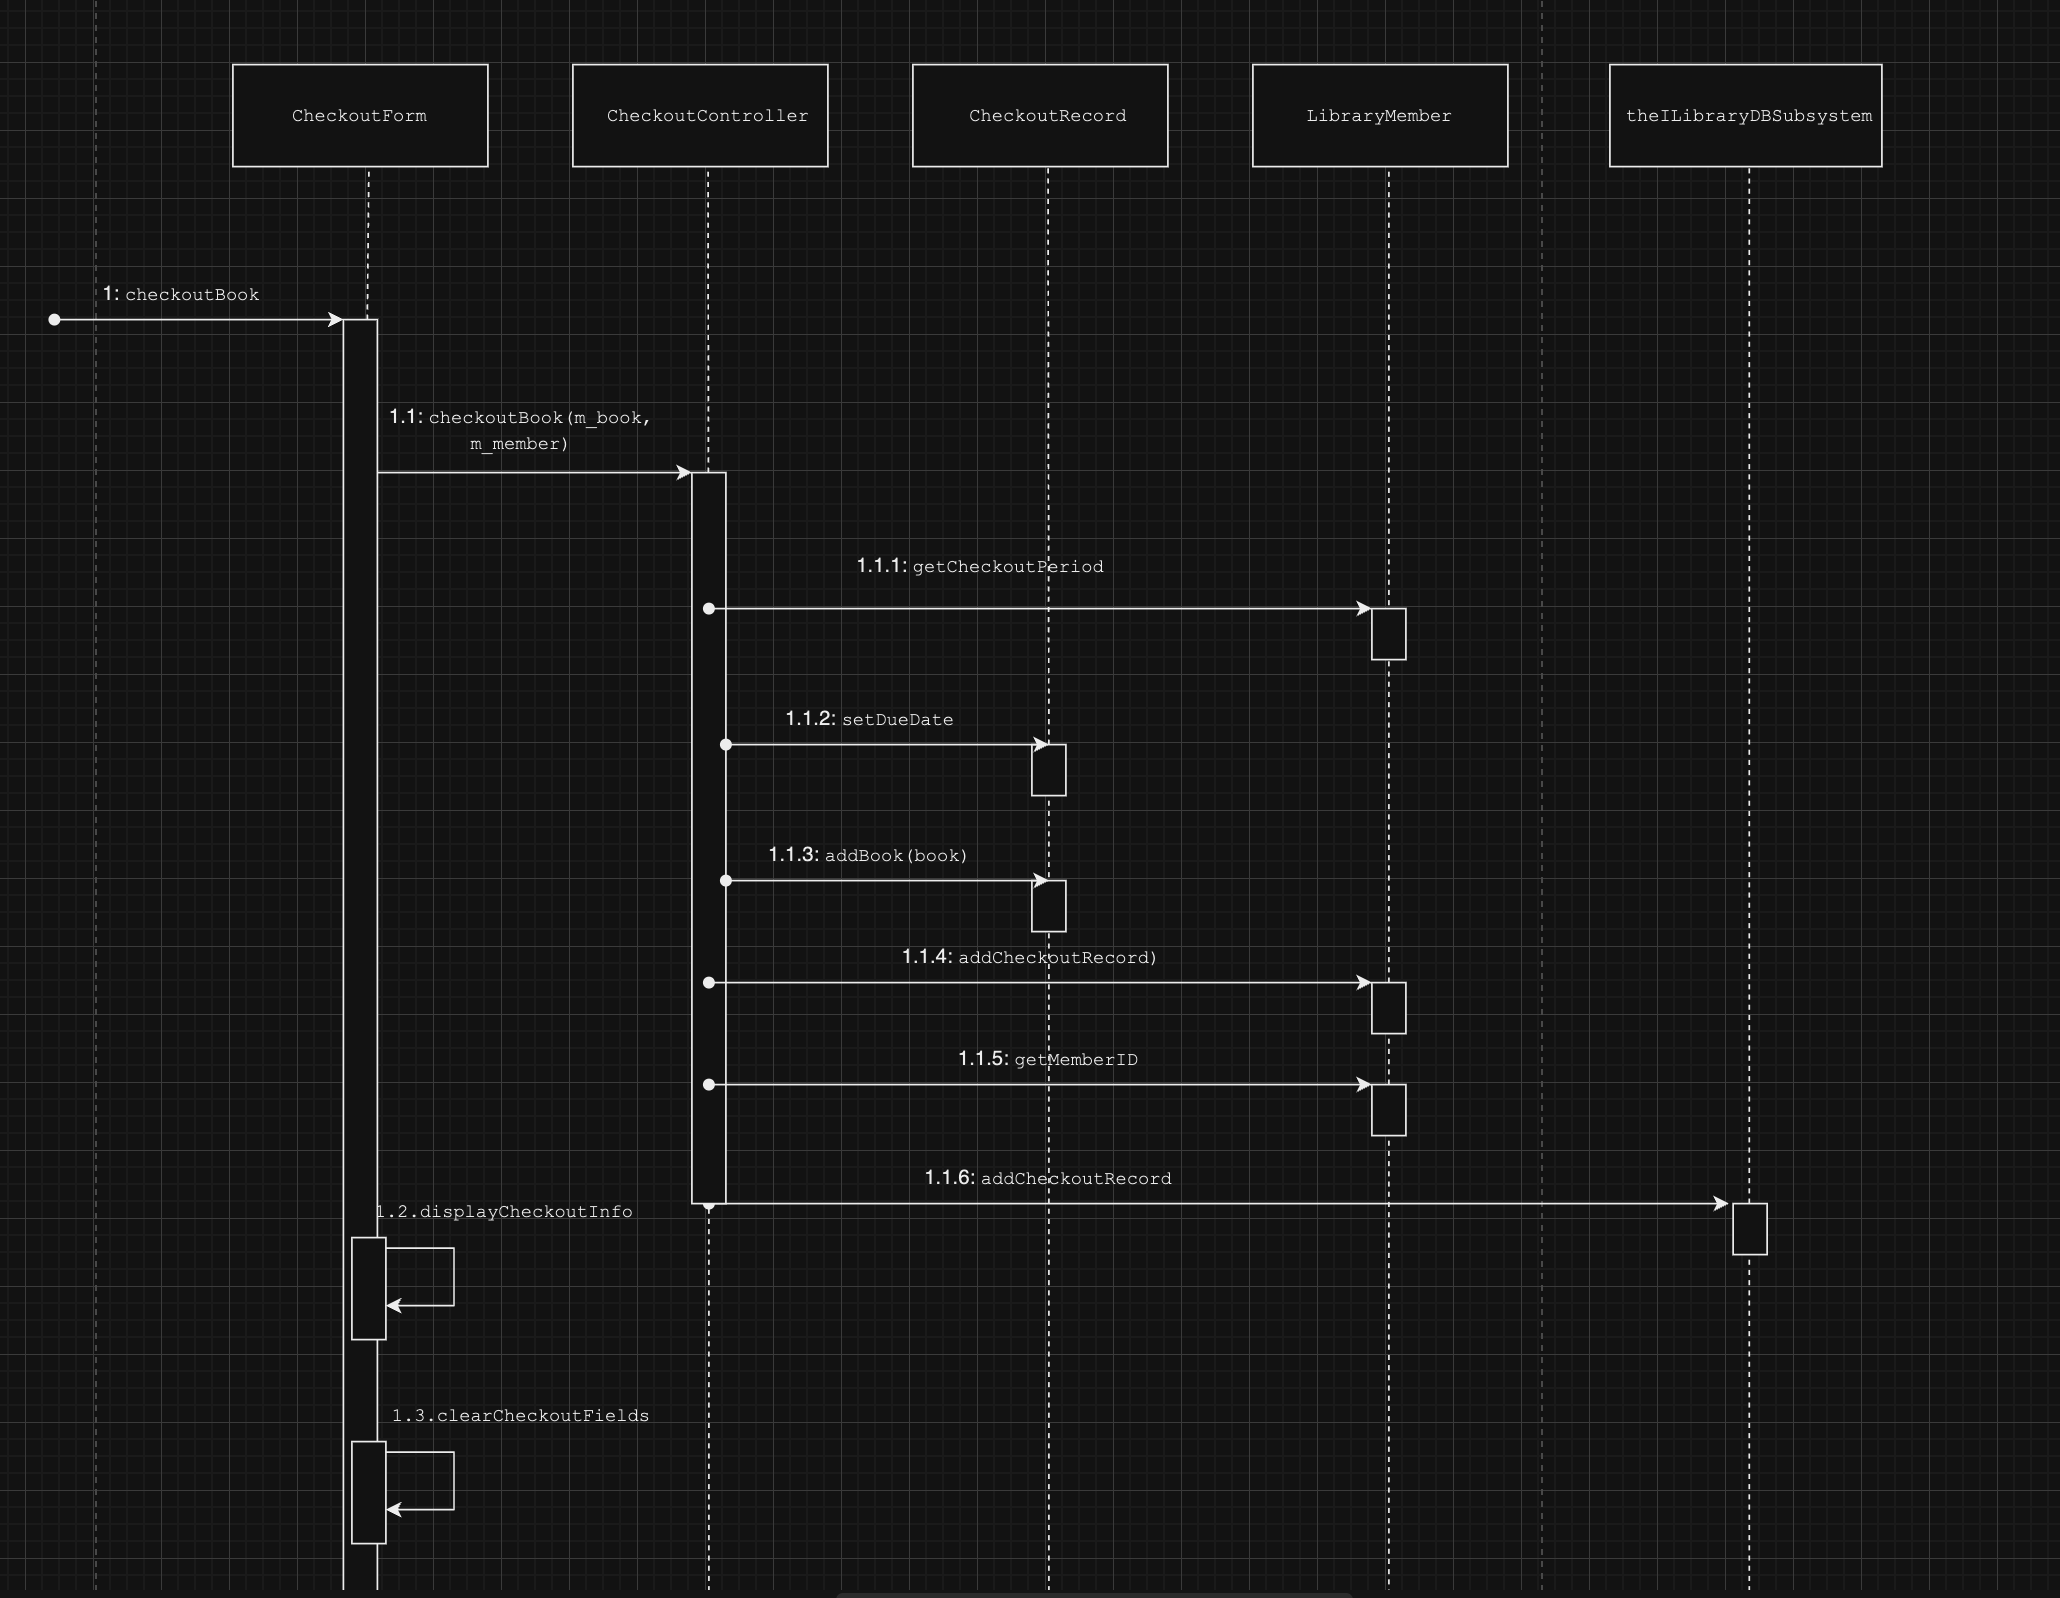 CheckoutForm
CheckoutController
CheckoutRecord
LibraryMember
theILibraryDBSubsystem
1: checkoutBook
1.1: checkoutBook(m_book,
m_member)
1.1.1: getCheckoutPeriod
1.1.2: setDueDate
1.1.3: addBook(book)
1.1.4: addCheckoutRecord)
1.1.5: getMemberID
1.1.6: addCheckoutRecord
1.2.displayCheckoutInfo
1.3.clearCheckoutFields